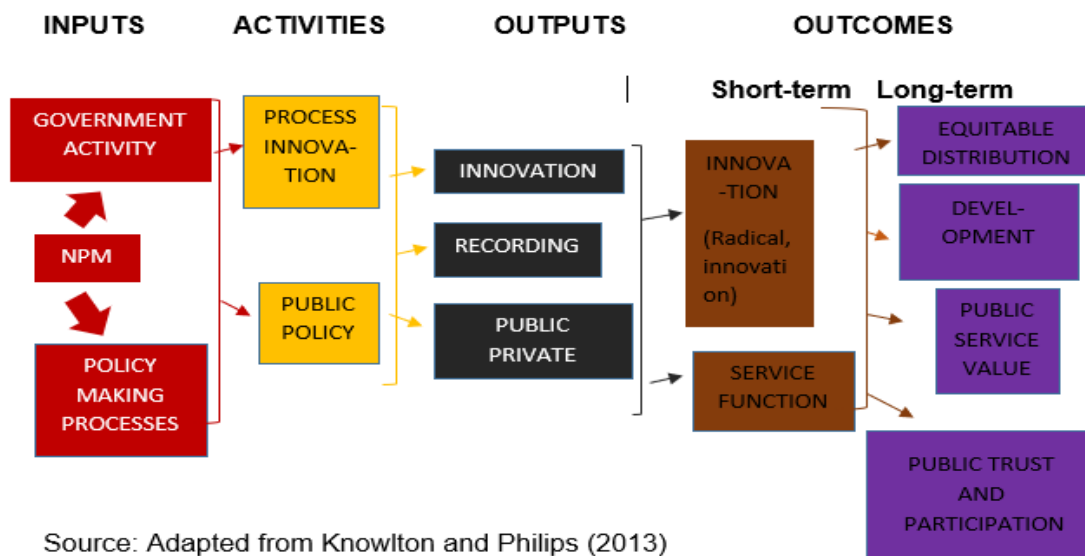 INPUTS
ACTIVITIES
OUTPUTS
OUTCOMES
Short-term
Long-term
GOVERNMENT
ACTIVITY
NPM
POLICY
MAKING
PROCESSES
PROCESS
INNOVA-
TION
PUBLIC
POLICY
INNOVATION
RECORDING
PUBLIC
PRIVATE
INNOVA
-TION
(Radical,
innovati
on)
SERVICE
FUNCTION
EQUITABLE
DISTRIBUTION
DEVEL-
OPMENT
PUBLIC
SERVICE
VALUE
PUBLIC TRUST
AND
PARTICIPATION
Source: Adapted from Knowlton and Philips (2013)